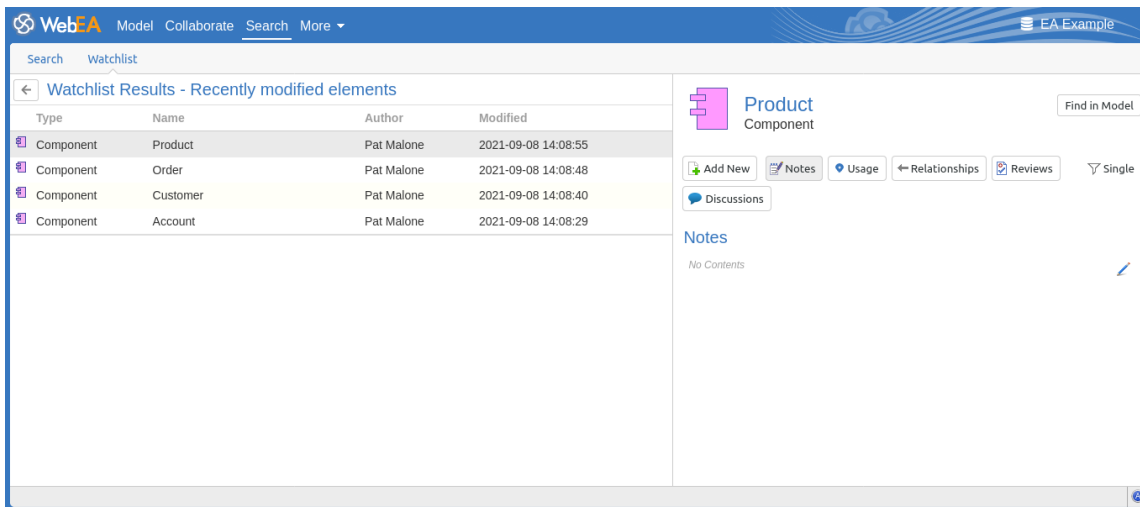 WebEA Model Collaborate Search More EA Example
Search Watchlist
Watchlist Results - Recently modified elements
Type Name Author Modified
Component Product Pat Malone 2021-09-08 14:08:55
Component Order Pat Malone 2021-09-08 14:08:48
Component Customer Pat Malone 2021-09-08 14:08:40
Component Account Pat Malone 2021-09-08 14:08:29
Product
Component
Find in Model
Add New Notes Usage Relationships Reviews Single
Discussions
Notes
No Contents